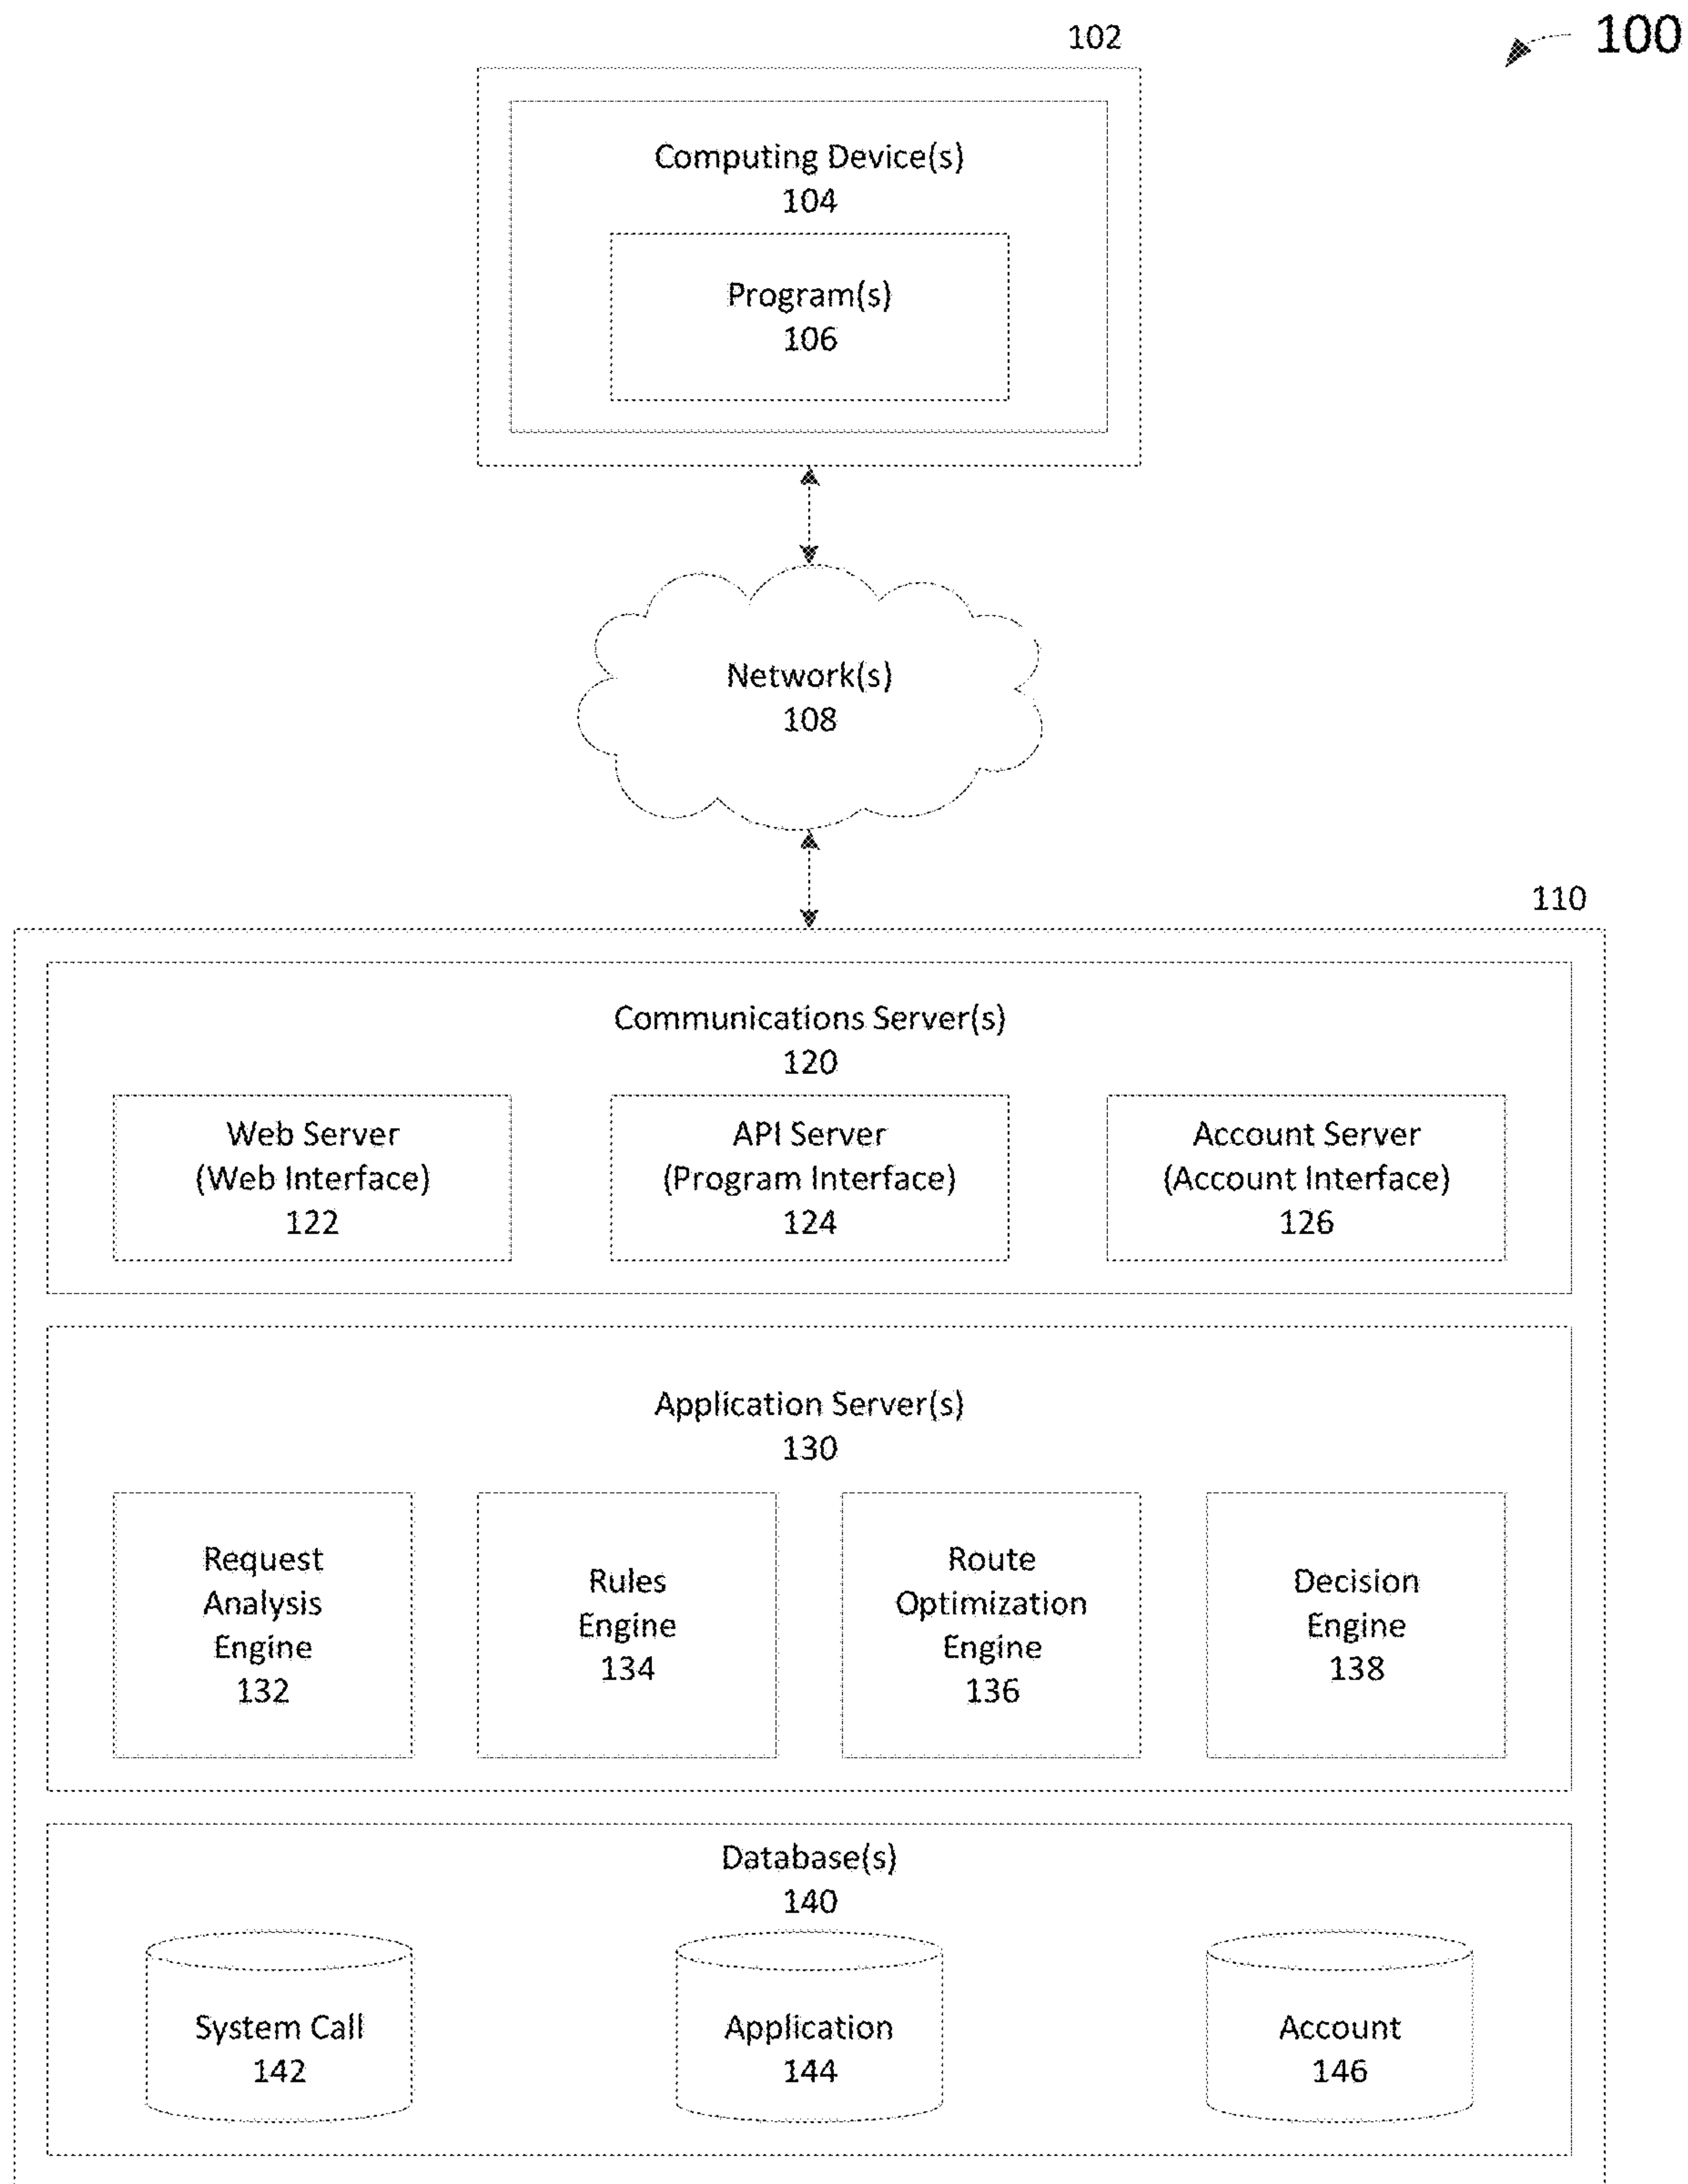 100
102
Computing Device(s)
104
Program(s)
106
Network(s)
108
110
Communications Server(s)
120
Web Server
(Web Interface)
122
API Server
(Program Interface)
124
Account Server
(Account Interface)
126
Application Server(s)
130
Request
Analysis
Engine
132
Rules
Engine
134
Route
Optimization
Engine
136
Decision
Engine
138
Database(s)
140
System Call
142
Application
144
Account
146